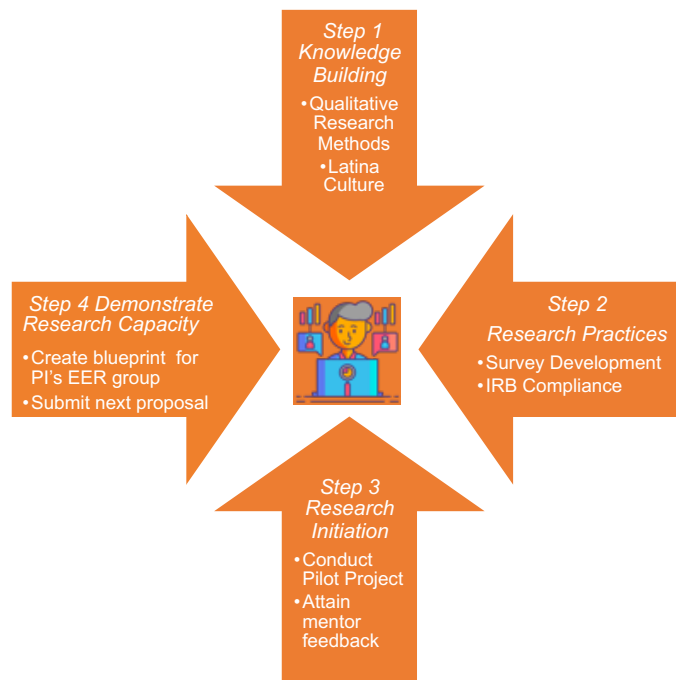 Step 1
Knowledge
Building
•Qualitative
Research
Methods
•Latina
Culture
Step 2
Research Practices
•Survey Development
•IRB Compliance
Step 3
Research
Initiation
•Conduct
Pilot Project
•Attain
mentor
feedback
Step 4 Demonstrate
Research Capacity
•Create blueprint for
PI's EER group
•Submit next proposal